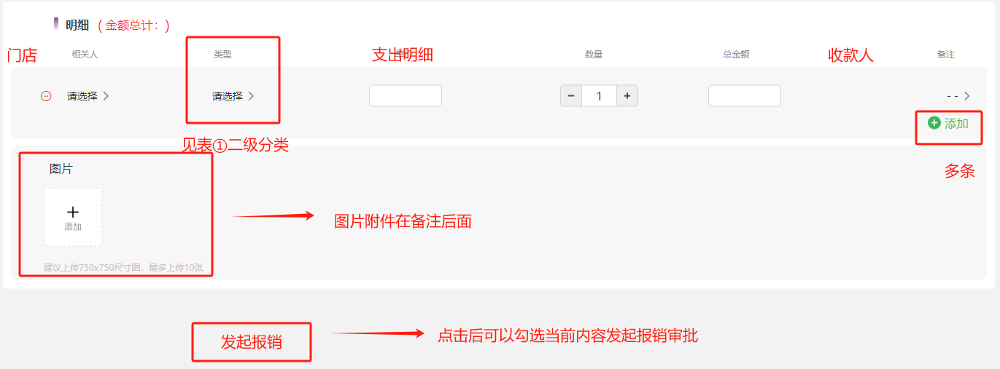 明细 （金额总计：）
门店 相关人 类型 支出明细 数量 总金额 收款人 备注
请选择 请选择 1 - -
添加
见表①二级分类
图片 多条
添加
图片附件在备注后面
建议上传750x750尺寸图，最多上传10张
发起报销 点击后可以勾选当前内容发起报销审批